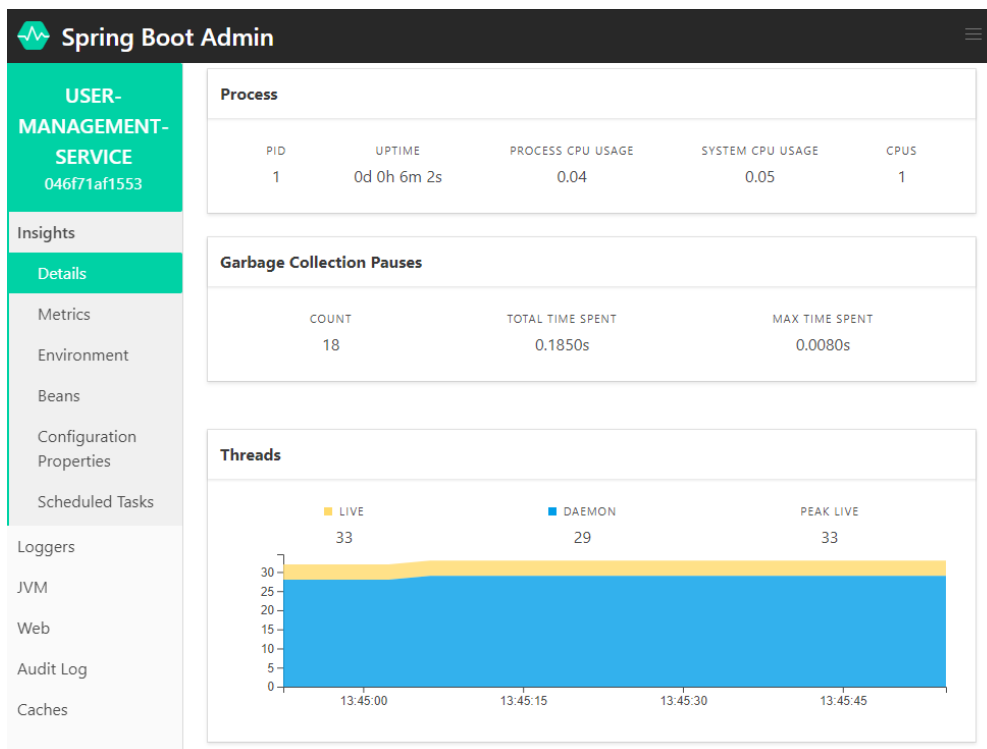 Spring Boot Admin
USER-
MANAGEMENT-
SERVICE
046f71af1553
Insights
Details
Metrics
Environment
Beans
Configuration
Properties
Scheduled Tasks
Loggers
JVM
Web
Audit Log
Caches
Process
PID UPTIME PROCESS CPU USAGE SYSTEM CPU USAGE CPUS
1 0d 0h 6m 2s 0.04 0.05 1
Garbage Collection Pauses
COUNT TOTAL TIME SPENT MAX TIME SPENT
18 0.1850s 0.0080s
Threads
LIVE DAEMON PEAK LIVE
33 29 33
30
25
20
15
10
5
0
13:45:00 13:45:15 13:45:30 13:45:45